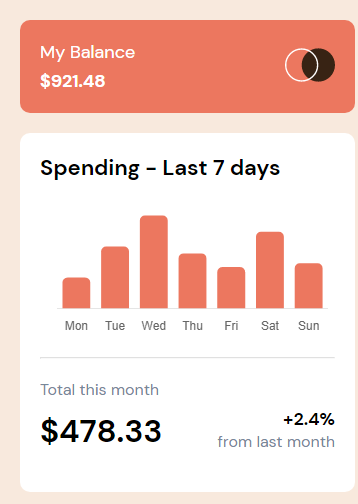 My Balance
$921.48
Spending - Last 7 days
Mon Tue Wed Thu Fri Sat Sun
Total this month
$478.33
+2.4%
from last month